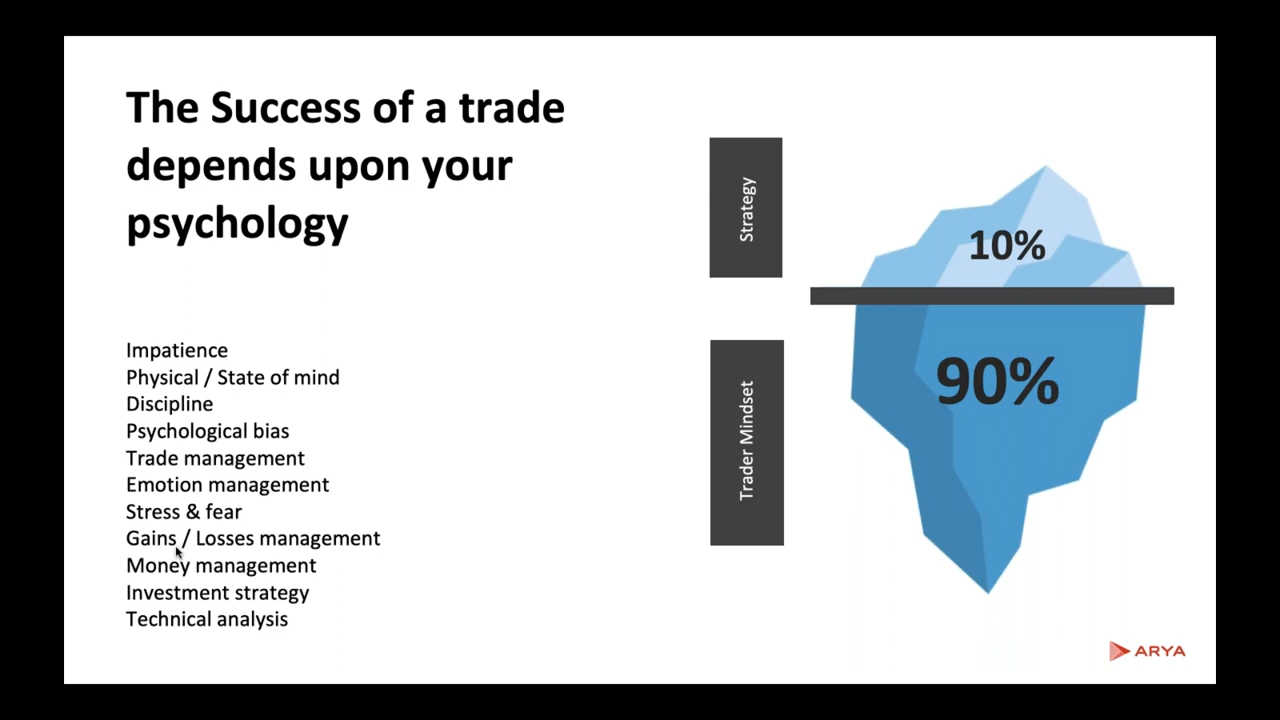 The Success of a trade
depends upon your
psychology
Impatience
Physical / State of mind
Discipline
Psychological bias
Trade management
Emotion management
Stress & fear
Gains / Losses management
Money management
Investment strategy
Technical analysis
Strategy
10%
Trader Mindset
90%
ARYA